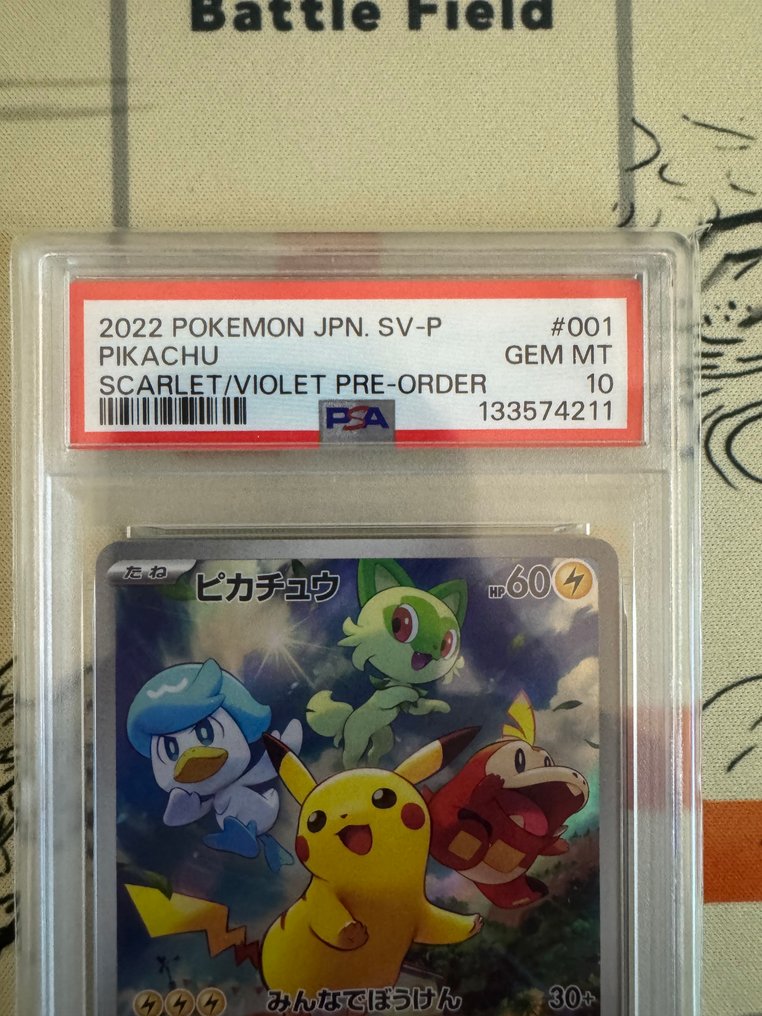 Battle Field
2022 POKEMON JPN. SV-P #001
PIKACHU GEM MT
SCARLET/VIOLET PRE-ORDER 10
PSA 133574211
たね ピカチュウ HP60
みんなでぼうけん 30+